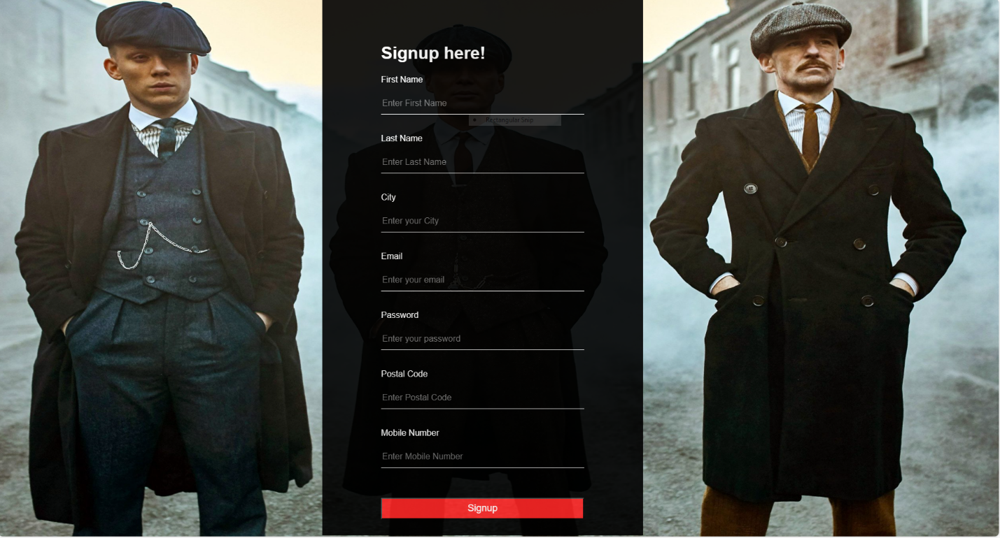 Signup here!
First Name
Enter First Name
Rectangular Snip
Last Name
Enter Last Name
City
Enter your City
Email
Enter your email
Password
Enter your password
Postal Code
Enter Postal Code
Mobile Number
Enter Mobile Number
Signup